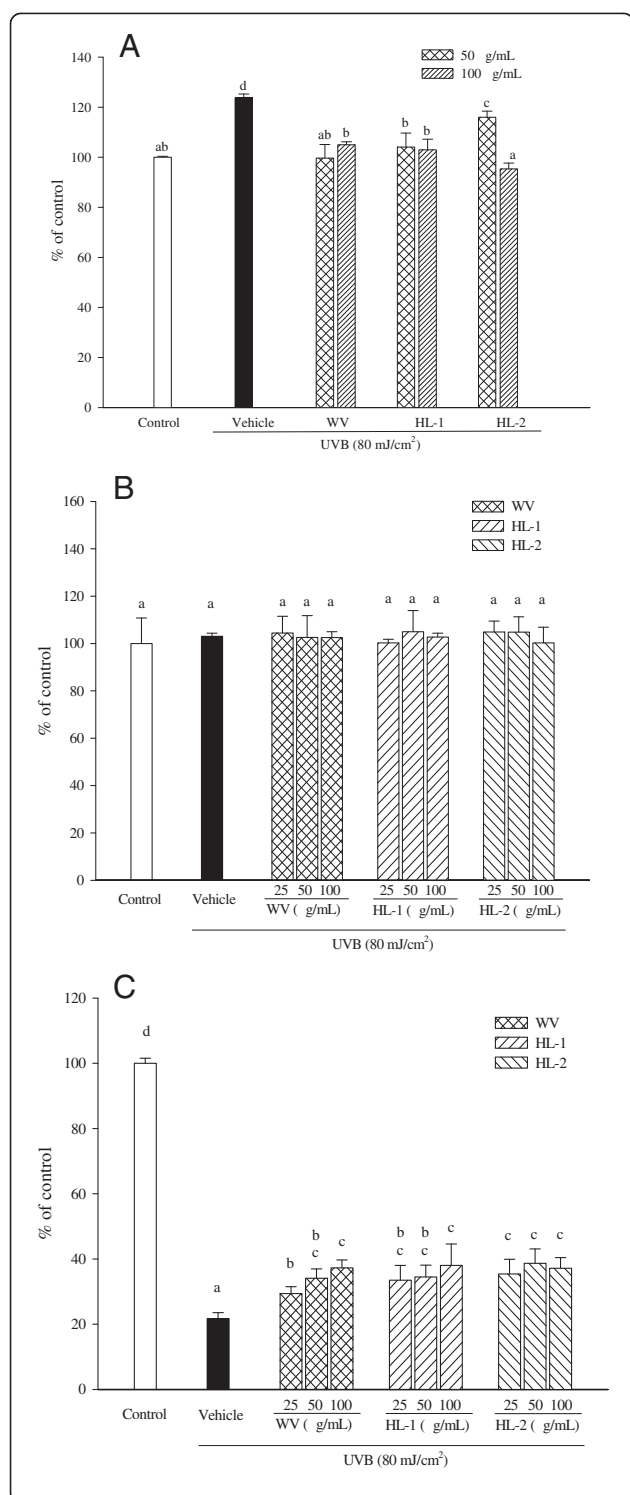 A
50 g/mL
100 g/mL
% of control
140
120
100
80
60
40
20
0
ab
d
ab b
b b
c a
Control Vehicle WV HL-1 HL-2
UVB (80 mJ/cm²)
B
WV
HL-1
HL-2
% of control
160
140
120
100
80
60
40
20
0
a a a a a a a a a a a
25 50 100 25 50 100 25 50 100
Control Vehicle WV ( g/mL) HL-1 ( g/mL) HL-2 ( g/mL)
UVB (80 mJ/cm²)
C
WV
HL-1
HL-2
% of control
120
100
80
60
40
20
0
d
a
b b c c
b c b c c
c c c
25 50 100 25 50 100 25 50 100
Control Vehicle WV ( g/mL) HL-1 ( g/mL) HL-2 ( g/mL)
UVB (80 mJ/cm²)